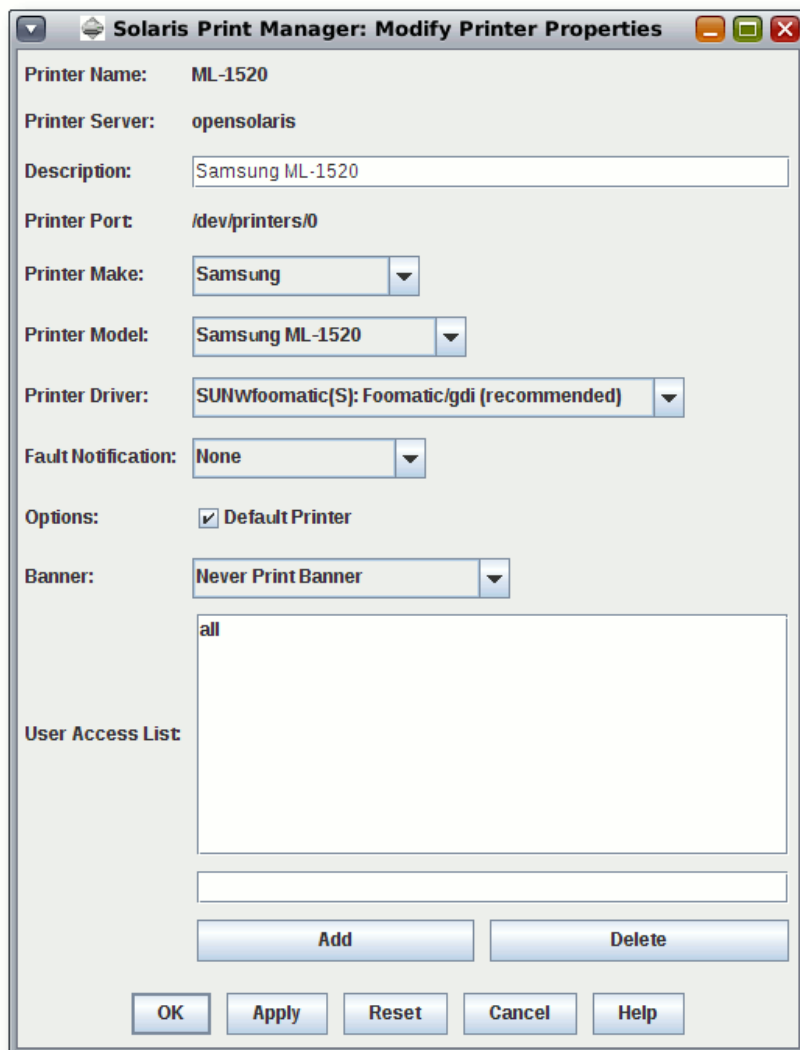 Solaris Print Manager: Modify Printer Properties
Printer Name: ML-1520
Printer Server: opensolaris
Description: Samsung ML-1520
Printer Port: /dev/printers/0
Printer Make: Samsung
Printer Model: Samsung ML-1520
Printer Driver: SUNWfoomatic(S): Foomatic/gdi (recommended)
Fault Notification: None
Options: Default Printer
Banner: Never Print Banner
all
User Access List:
Add Delete
OK Apply Reset Cancel Help